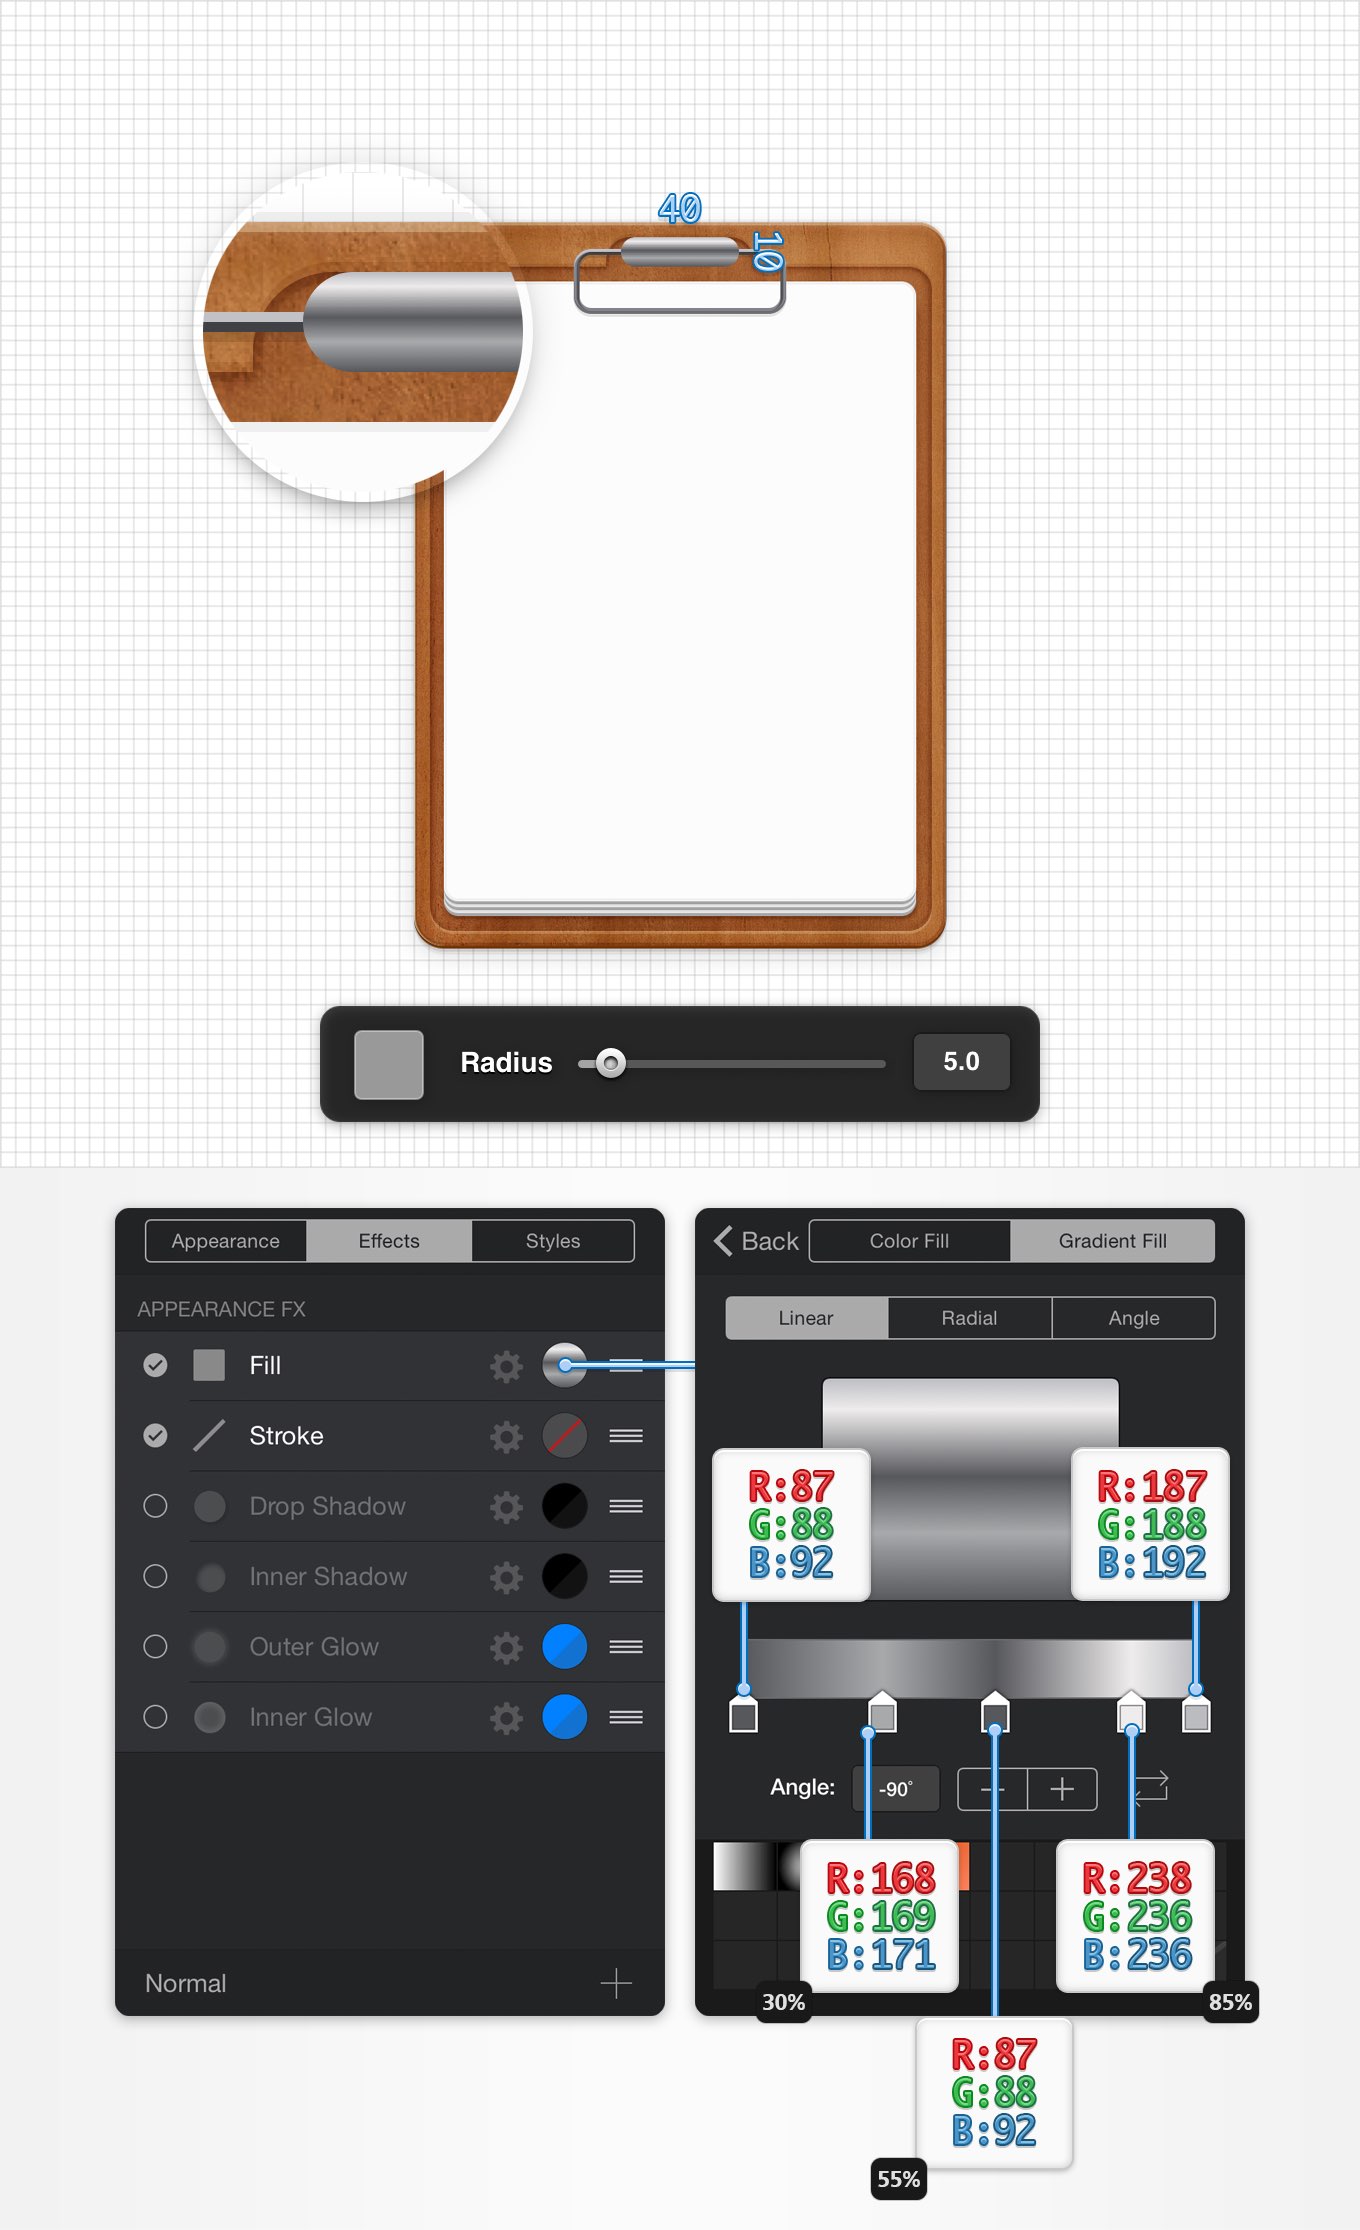 40
10
Radius
5.0
Appearance
Effects
Styles
APPEARANCE FX
Fill
Stroke
Drop Shadow
Inner Shadow
Outer Glow
Inner Glow
Normal
Back
Color Fill
Gradient Fill
Linear
Radial
Angle
R:87
G:88
B:92
R:187
G:188
B:192
Angle:
-90°
R:168
G:169
B:171
30%
R:238
G:236
B:236
85%
R:87
G:88
B:92
55%